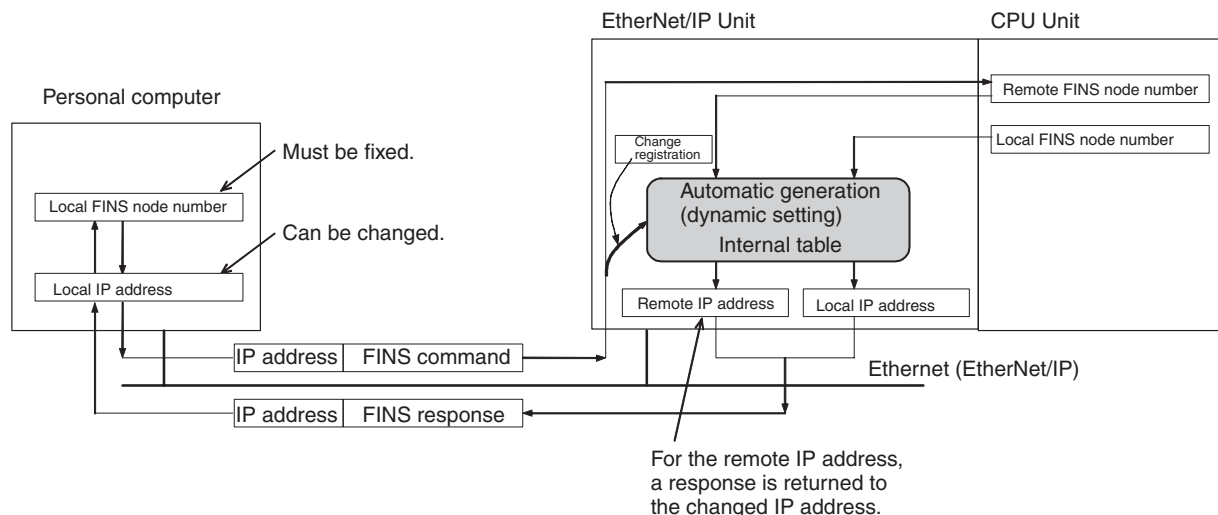 EtherNet/IP Unit
CPU Unit
Personal computer
Remote FINS node number
Must be fixed.
Change
registration
Local FINS node number
Local FINS node number
Automatic generation
(dynamic setting)
Internal table
Can be changed.
Local IP address
Remote IP address
Local IP address
IP address
FINS command
Ethernet (EtherNet/IP)
IP address
FINS response
For the remote IP address,
a response is returned to
the changed IP address.